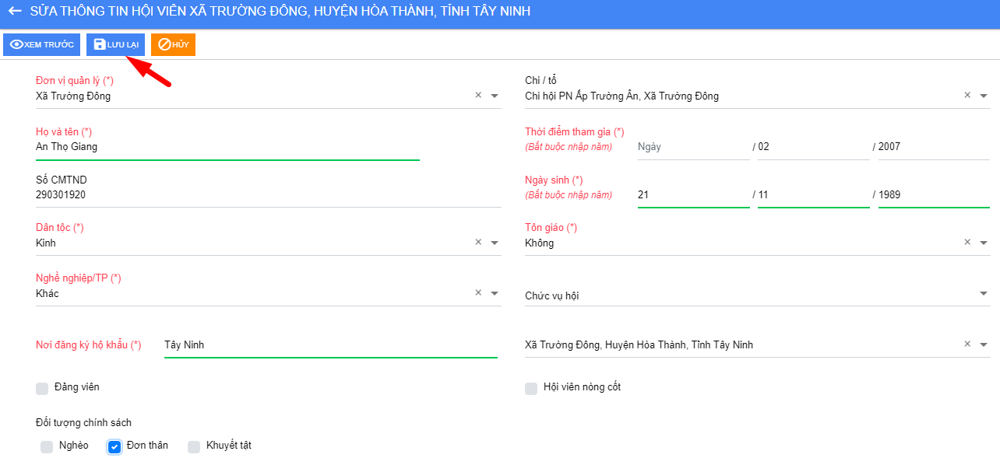 SỬA THÔNG TIN HỘI VIÊN XÃ TRƯỜNG ĐÔNG, HUYỆN HÒA THÀNH, TỈNH TÂY NINH
XEM TRƯỚC LƯU LẠI HỦY
Đơn vị quản lý (*) Chi / tổ
Xã Trường Đông Chi hội PN Ấp Trường Ân, Xã Trường Đông
Họ và tên (*) Thời điểm tham gia (*)
An Thọ Giang (Bắt buộc nhập năm) Ngày / 02 / 2007
Số CMTND Ngày sinh (*)
290301920 (Bắt buộc nhập năm) 21 / 11 / 1989
Dân tộc (*) Tôn giáo (*)
Kinh Không
Nghề nghiệp/TP (*)
Khác Chức vụ hội
Nơi đăng ký hộ khẩu (*) Tây Ninh Xã Trường Đông, Huyện Hòa Thành, Tỉnh Tây Ninh
Đảng viên Hội viên nòng cốt
Đối tượng chính sách
Nghèo Đơn thân Khuyết tật